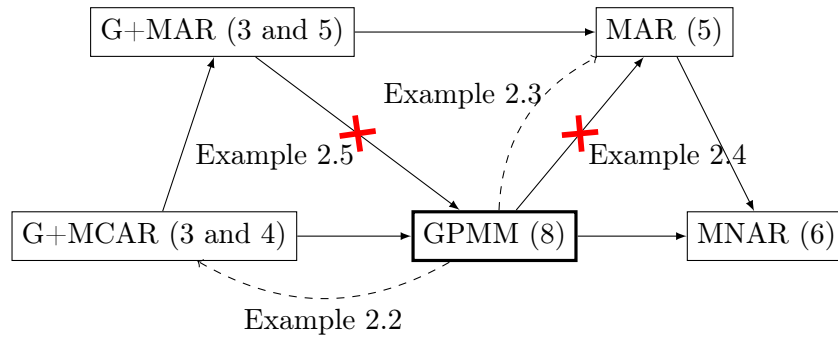 G+MAR (3 and 5)
MAR (5)
Example 2.3
Example 2.5
Example 2.4
G+MCAR (3 and 4)
GPMM (8)
MNAR (6)
Example 2.2